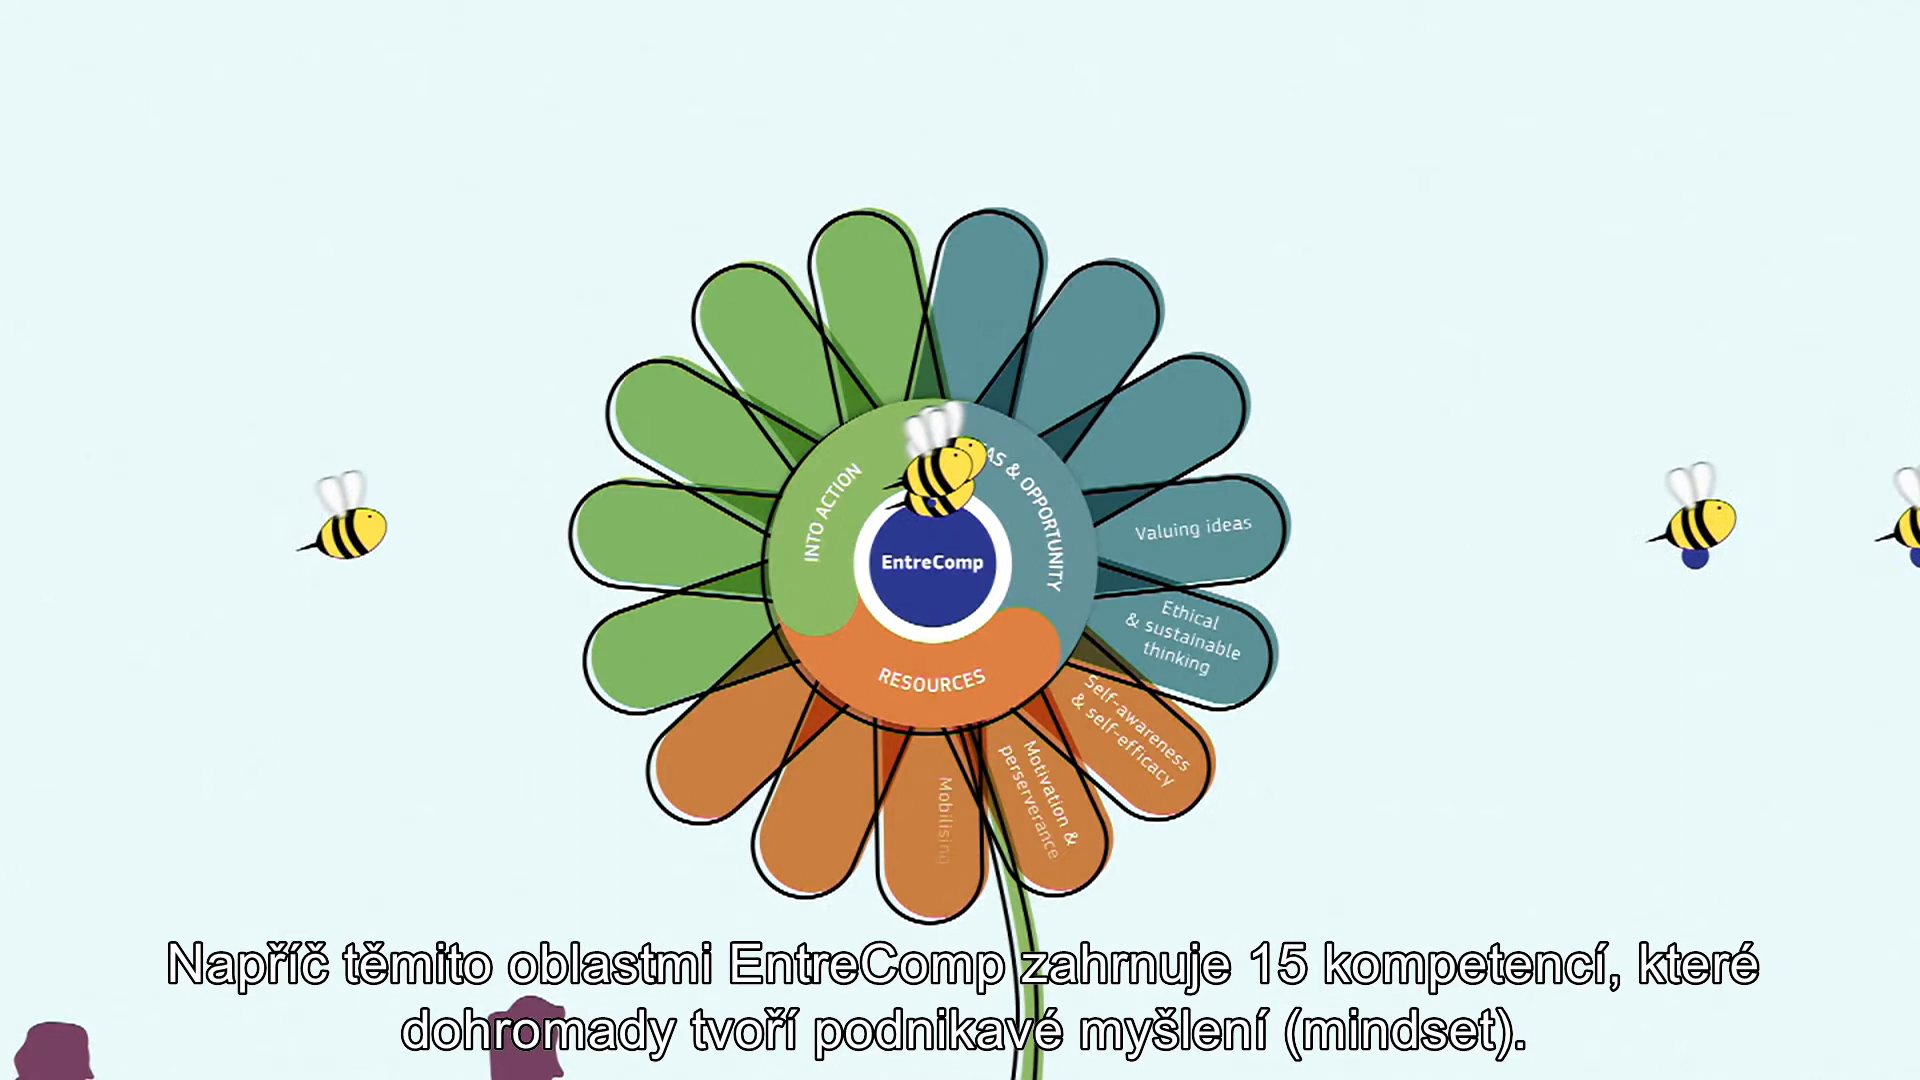 INTO ACTION
AS & OPPORTUNITY
EntreComp
RESOURCES
Valuing ideas
Ethical
& sustainable
thinking
Self-awareness
& self-efficacy
Motivation &
perserverance
Mobilising
Napříč těmito oblastmi EntreComp zahrnuje 15 kompetencí, které
dohromady tvoří podnikavé myšlení (mindset).